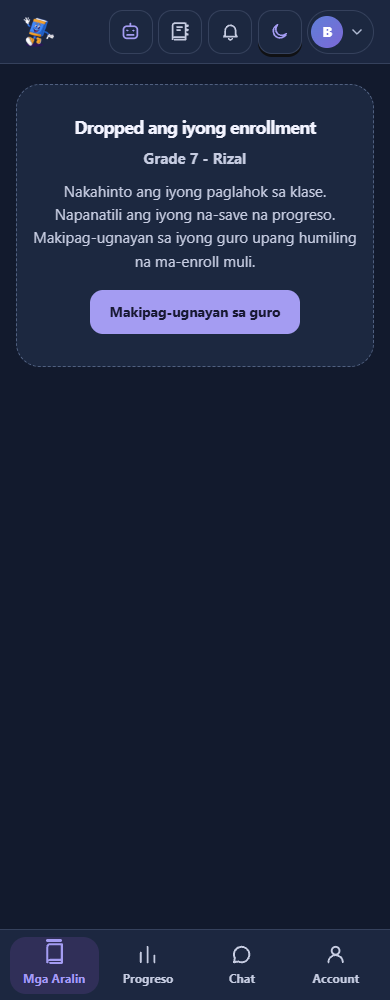 B
Dropped ang iyong enrollment
Grade 7 - Rizal
Nakahinto ang iyong paglahok sa klase.
Napanatili ang iyong na-save na progreso.
Makipag-ugnayan sa iyong guro upang humiling
na ma-enroll muli.
Makipag-ugnayan sa guro
Mga Aralin
Progreso
Chat
Account